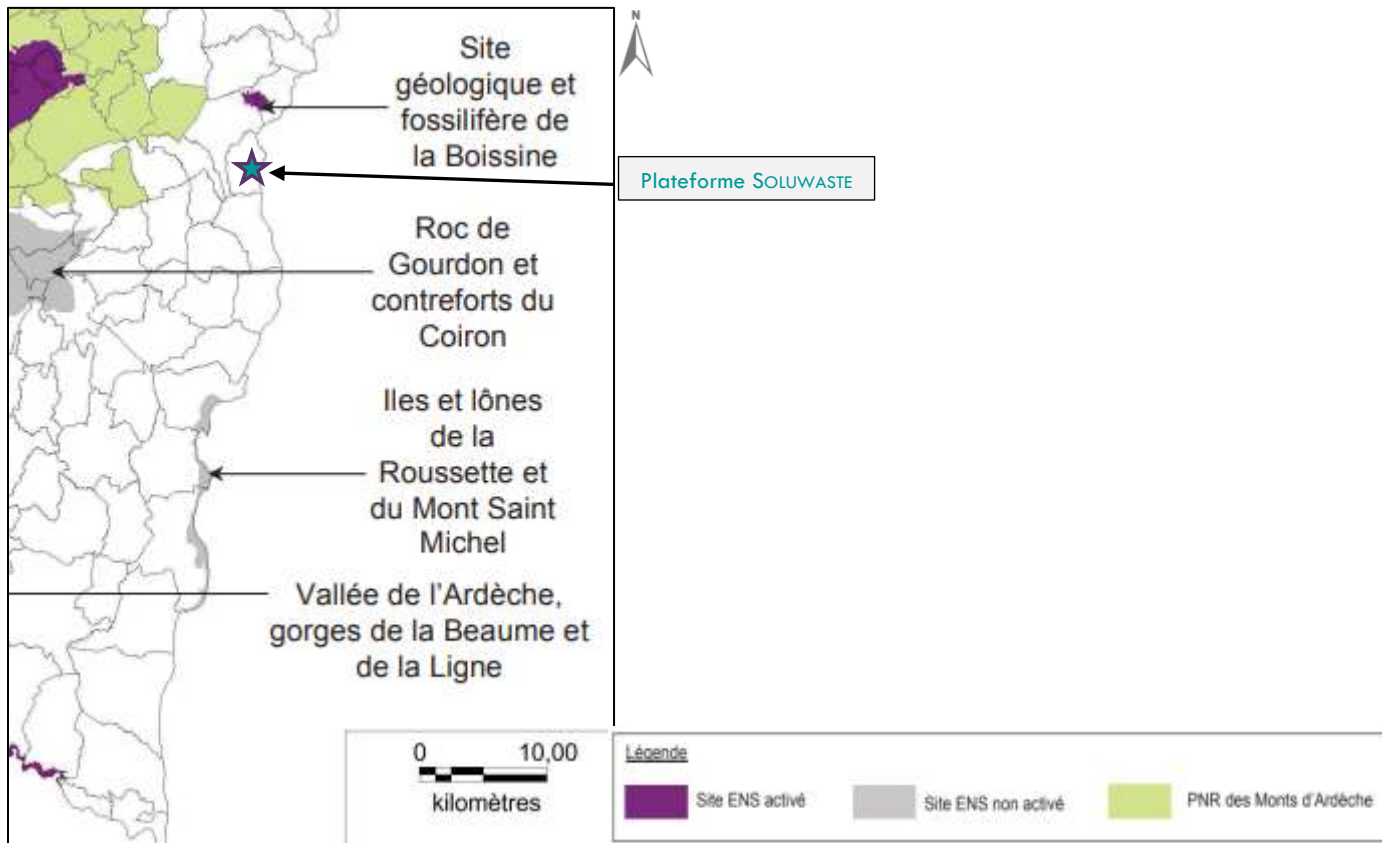 Site
géologique et
fossilifère de
la Boissine
N
Plateforme SOLUWASTE
Roc de
Gourdon et
contreforts du
Coiron
Iles et lônes
de la
Roussette et
du Mont Saint
Michel
Vallée de l'Ardèche,
gorges de la Beaume et
de la Ligne
0 10,00
kilomètres
Légende
Site ENS activé
Site ENS non activé
PNR des Monts d'Ardèche